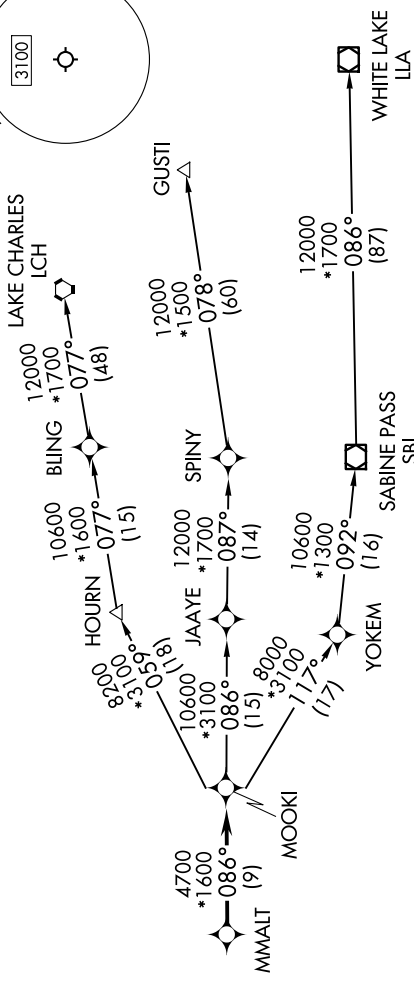 3100
LAKE CHARLES
LCH
12000
*1700
077°
(48)
BLING
10600
*1600
077°
(15)
HOURN
8200
*3100
059°
(18)
GUSTI
12000
*1500
078°
(60)
SPINY
12000
*1700
087°
(14)
JAAYE
10600
*3100
086°
(15)
WHITE LAKE
LLA
12000
*1700
086°
(87)
SABINE PASS
SBI
10600
*1300
092°
(16)
YOKEM
8000
*3100
117°
(17)
MOOKI
4700
*1600
086°
(9)
MMALT